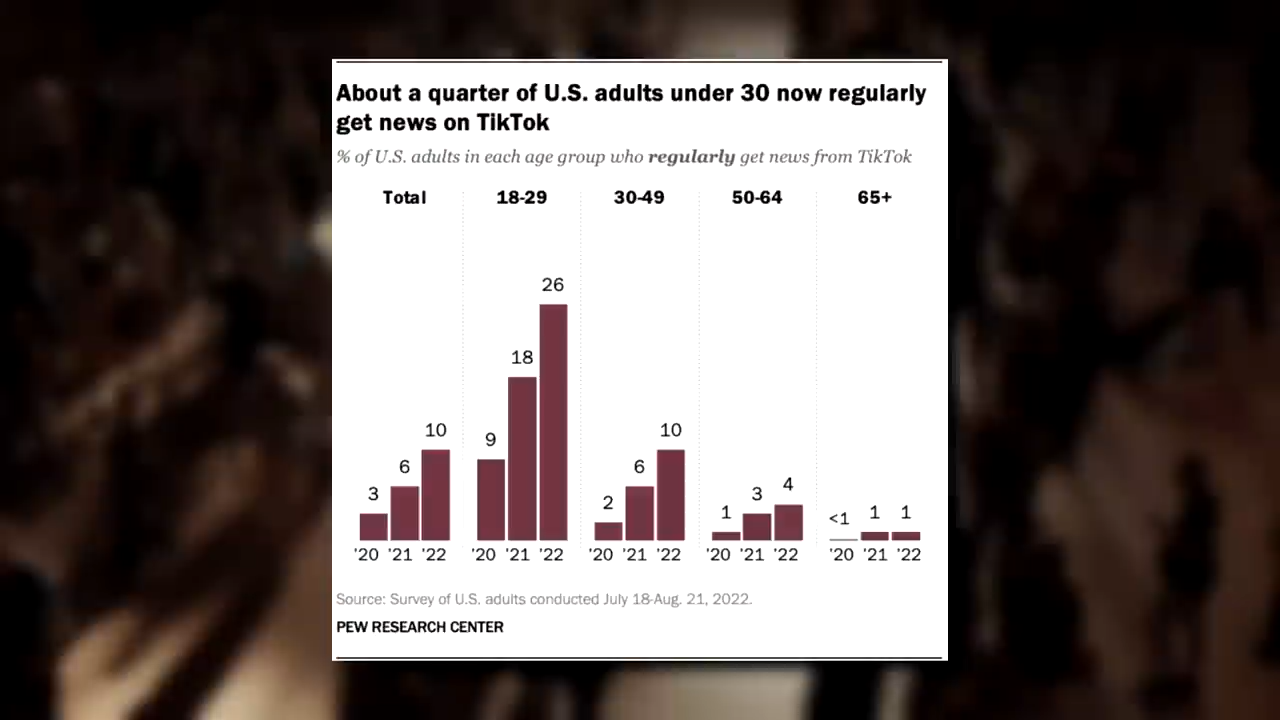 About a quarter of U.S. adults under 30 now regularly
get news on TikTok
% of U.S. adults in each age group who regularly get news from TikTok
Total 18-29 30-49 50-64 65+
3 6 10 9 18 26 2 6 10 1 3 4 <1 1 1
'20 '21 '22 '20 '21 '22 '20 '21 '22 '20 '21 '22 '20 '21 '22
Source: Survey of U.S. adults conducted July 18-Aug. 21, 2022.
PEW RESEARCH CENTER